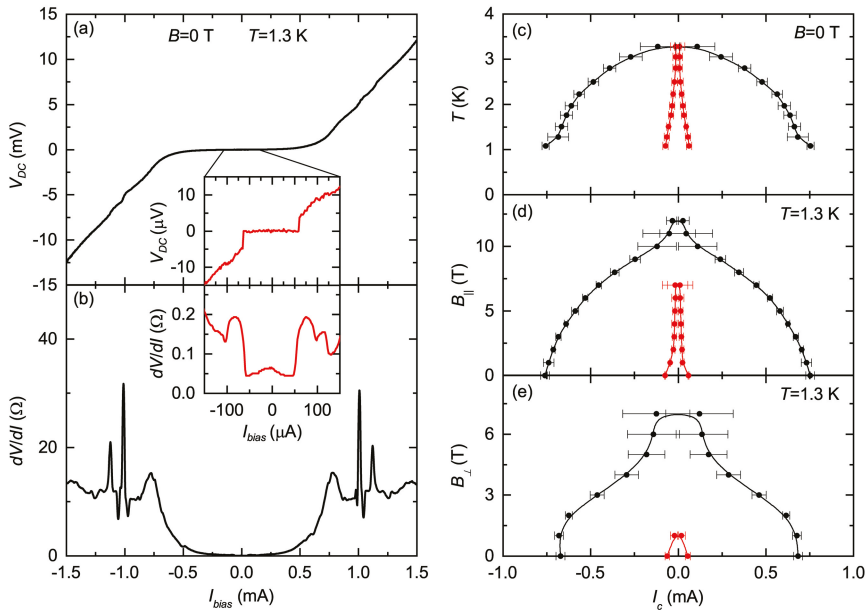 (a)
B=0 T
T=1.3 K
V_DC (mV)
15
10
5
0
-5
-10
-15
V_DC (μV)
10
0
-10
(b)
dV/dI (Ω)
40
20
0
dV/dI (Ω)
0.2
0.1
0.0
-100 0 100
I_bias (μA)
-1.5 -1.0 -0.5 0.0 0.5 1.0 1.5
I_bias (mA)
(c)
B=0 T
T (K)
4
3
2
1
0
(d)
T=1.3 K
B_|| (T)
10
5
0
(e)
T=1.3 K
B_⊥ (T)
6
3
0
-1.0 -0.5 0.0 0.5 1.0
I_c (mA)